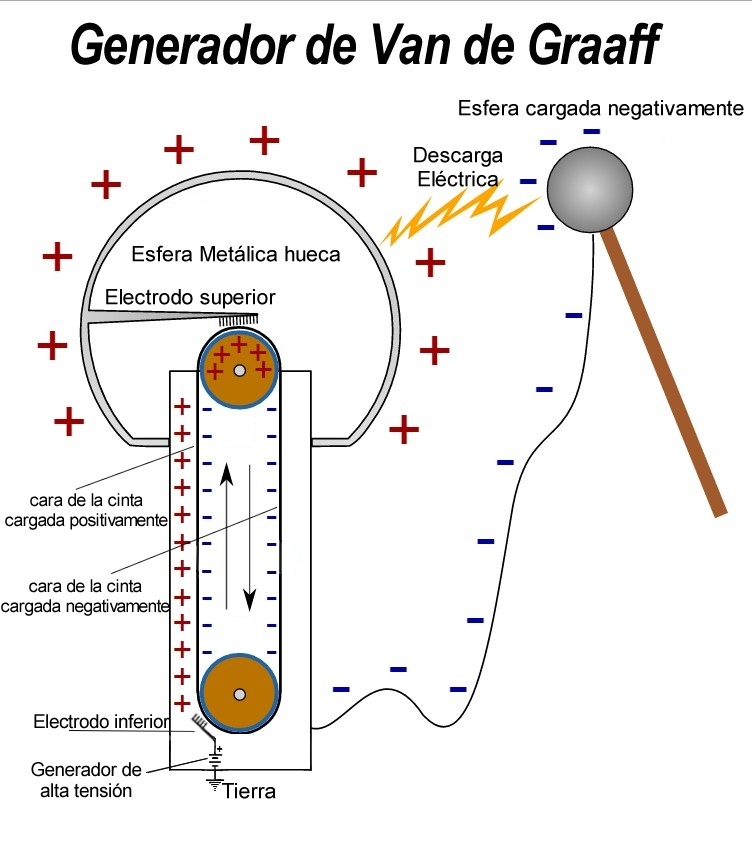 Generador de Van de Graaff
Esfera cargada negativamente
Descarga
Eléctrica
Esfera Metálica hueca
Electrodo superior
cara de la cinta
cargada positivamente
cara de la cinta
cargada negativamente
Electrodo inferior
Generador de
alta tensión
Tierra